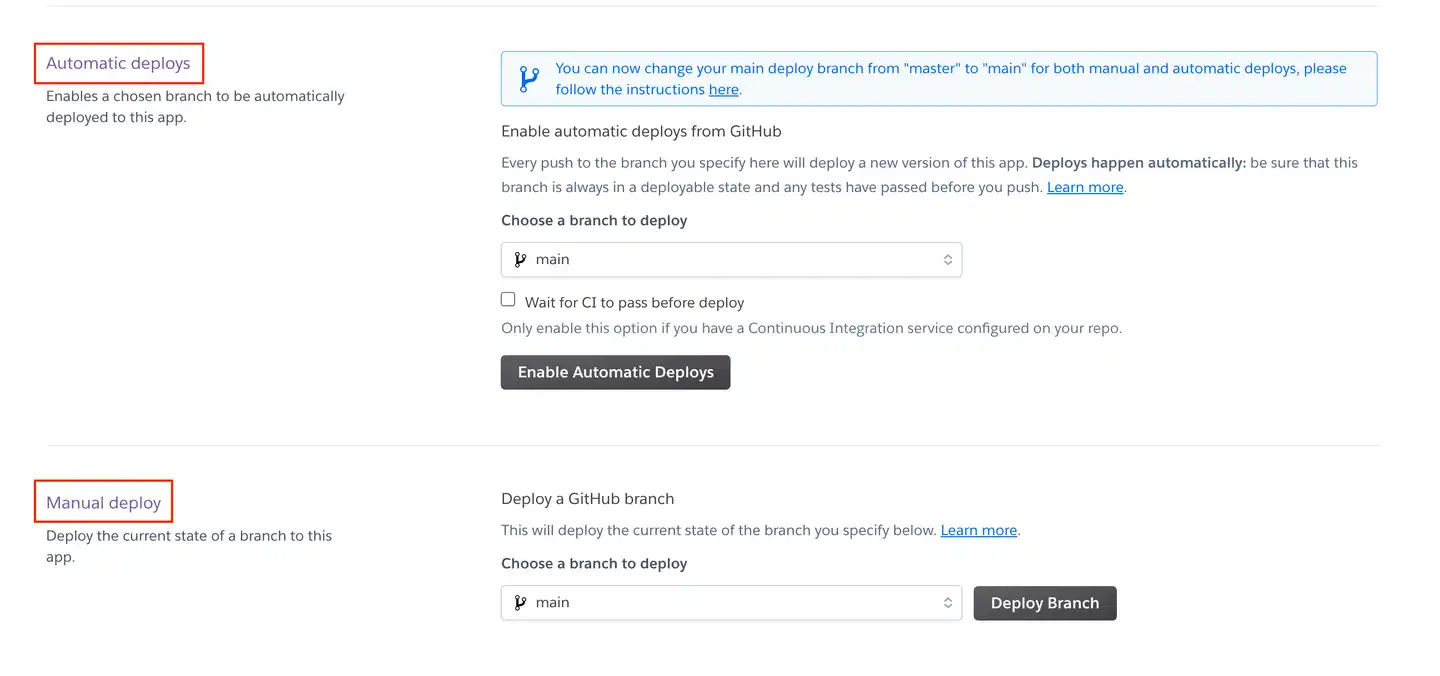 Automatic deploys
Enables a chosen branch to be automatically
deployed to this app.
You can now change your main deploy branch from "master" to "main" for both manual and automatic deploys, please
follow the instructions here.
Enable automatic deploys from GitHub
Every push to the branch you specify here will deploy a new version of this app. Deploys happen automatically: be sure that this
branch is always in a deployable state and any tests have passed before you push. Learn more.
Choose a branch to deploy
main
Wait for CI to pass before deploy
Only enable this option if you have a Continuous Integration service configured on your repo.
Enable Automatic Deploys
Manual deploy
Deploy the current state of a branch to this
app.
Deploy a GitHub branch
This will deploy the current state of the branch you specify below. Learn more.
Choose a branch to deploy
main
Deploy Branch